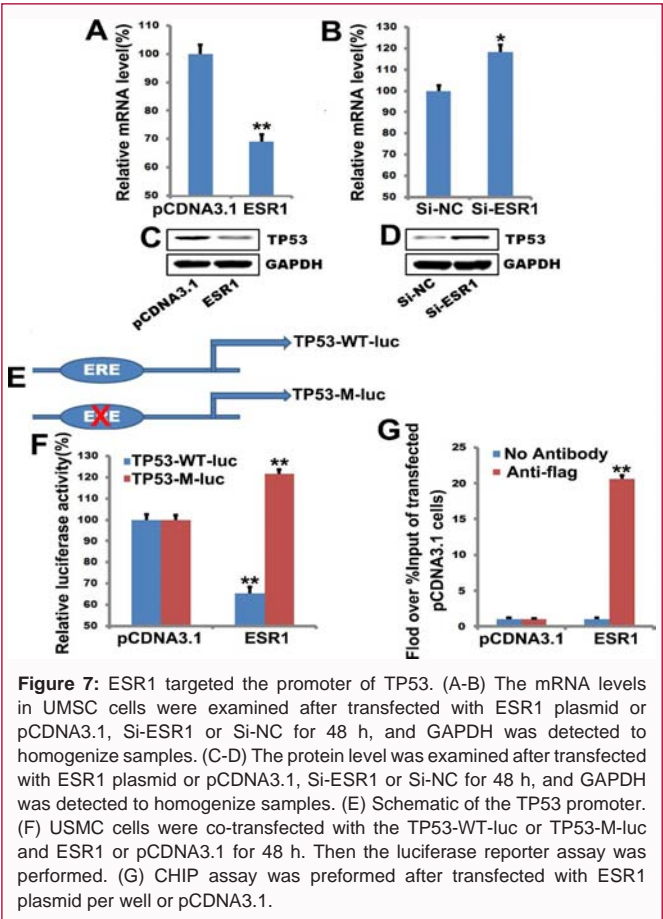 A
Relative mRNA level(%)
110
100
90
80
70
60
50
**
pCDNA3.1 ESR1
B
Relative mRNA level(%)
130
120
110
100
90
80
70
60
50
*
Si-NC Si-ESR1
C
TP53
GAPDH
pCDNA3.1 ESR1
D
TP53
GAPDH
Si-NC Si-ESR1
E
ERE
TP53-WT-luc
TP53-M-luc
F
Relative luciferase activity(%)
TP53-WT-luc
TP53-M-luc
130
120
110
100
90
80
70
60
50
**
**
pCDNA3.1 ESR1
G
Flod over %Input of transfected
pCDNA3.1 cells)
No Antibody
Anti-flag
25
20
15
10
5
0
**
pCDNA3.1 ESR1
Figure 7: ESR1 targeted the promoter of TP53. (A-B) The mRNA levels
in UMSC cells were examined after transfected with ESR1 plasmid or
pCDNA3.1, Si-ESR1 or Si-NC for 48 h, and GAPDH was detected to
homogenize samples. (C-D) The protein level was examined after transfected
with ESR1 plasmid or pCDNA3.1, Si-ESR1 or Si-NC for 48 h, and GAPDH
was detected to homogenize samples. (E) Schematic of the TP53 promoter.
(F) USMC cells were co-transfected with the TP53-WT-luc or TP53-M-luc
and ESR1 or pCDNA3.1 for 48 h. Then the luciferase reporter assay was
performed. (G) CHIP assay was preformed after transfected with ESR1
plasmid per well or pCDNA3.1.